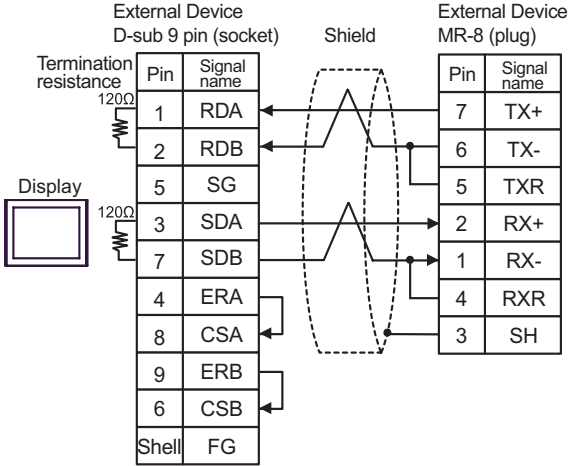 External Device
D-sub 9 pin (socket)
Shield
External Device
MR-8 (plug)
Termination
resistance
Pin Signal name
Pin Signal name
120Ω
1 RDA
7 TX+
2 RDB
6 TX-
5 SG
5 TXR
Display
120Ω
3 SDA
2 RX+
7 SDB
1 RX-
4 ERA
4 RXR
8 CSA
3 SH
9 ERB
6 CSB
Shell FG